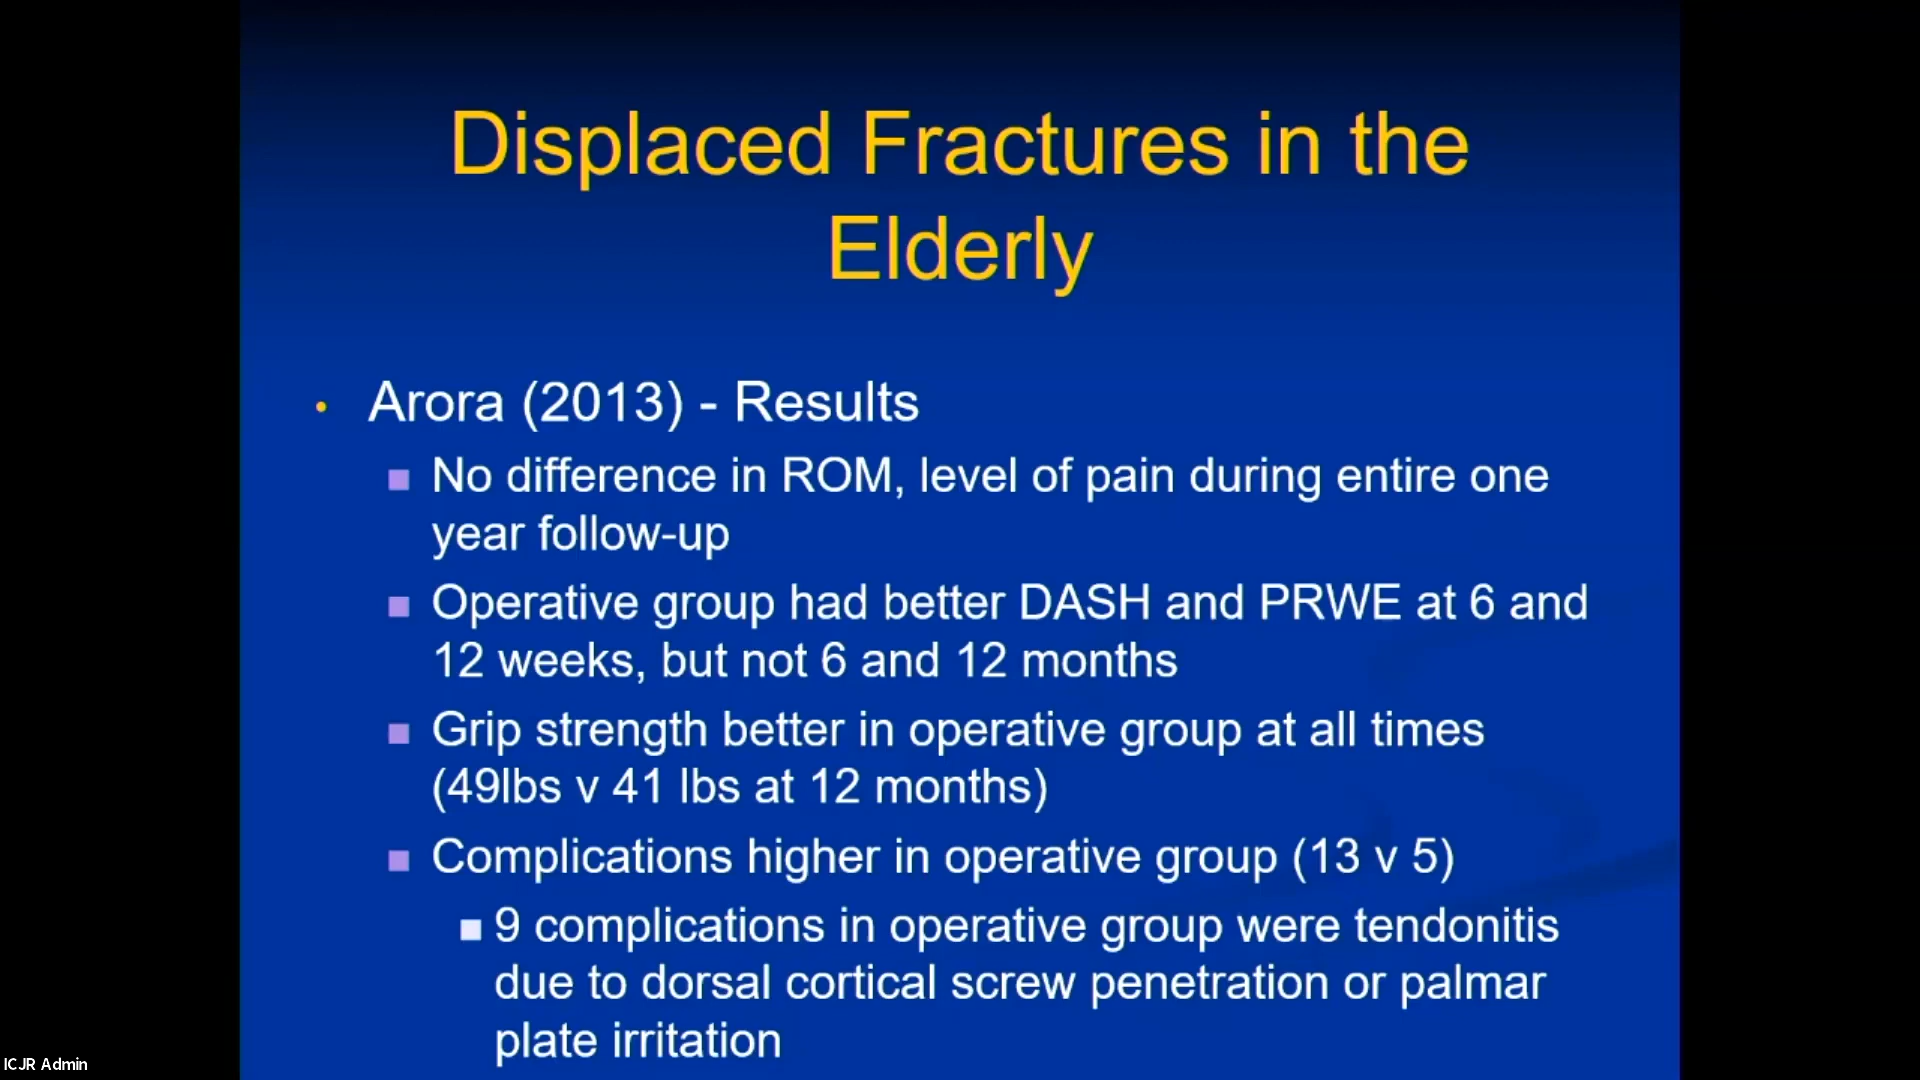 Displaced Fractures in the
Elderly
• Arora (2013) - Results
■ No difference in ROM, level of pain during entire one
year follow-up
■ Operative group had better DASH and PRWE at 6 and
12 weeks, but not 6 and 12 months
■ Grip strength better in operative group at all times
(49lbs v 41 lbs at 12 months)
■ Complications higher in operative group (13 v 5)
■ 9 complications in operative group were tendonitis
due to dorsal cortical screw penetration or palmar
plate irritation
ICJR Admin